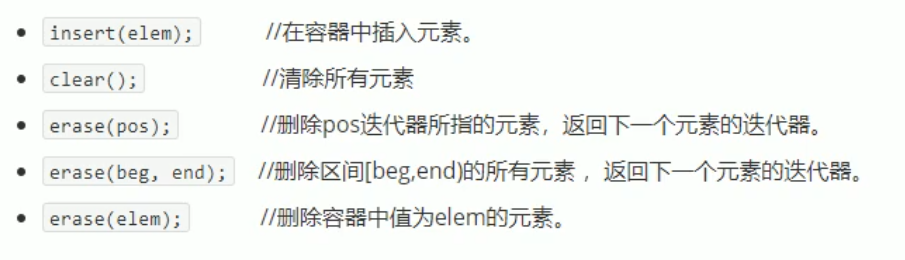 insert(elem); //在容器中插入元素。
clear(); //清除所有元素
erase(pos); //删除pos迭代器所指的元素，返回下一个元素的迭代器。
erase(beg, end); //删除区间[beg,end)的所有元素 ，返回下一个元素的迭代器。
erase(elem); //删除容器中值为elem的元素。